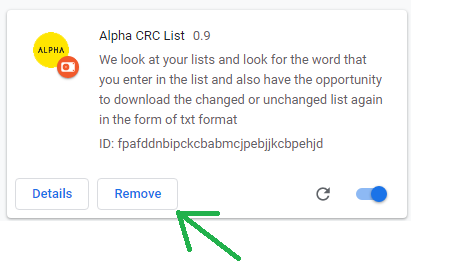 ALPHA
Alpha CRC List 0.9
We look at your lists and look for the word that
you enter in the list and also have the opportunity
to download the changed or unchanged list again
in the form of txt format
ID: fpafddnbipckcbabmcjpebjjkcbpehjd
Details Remove